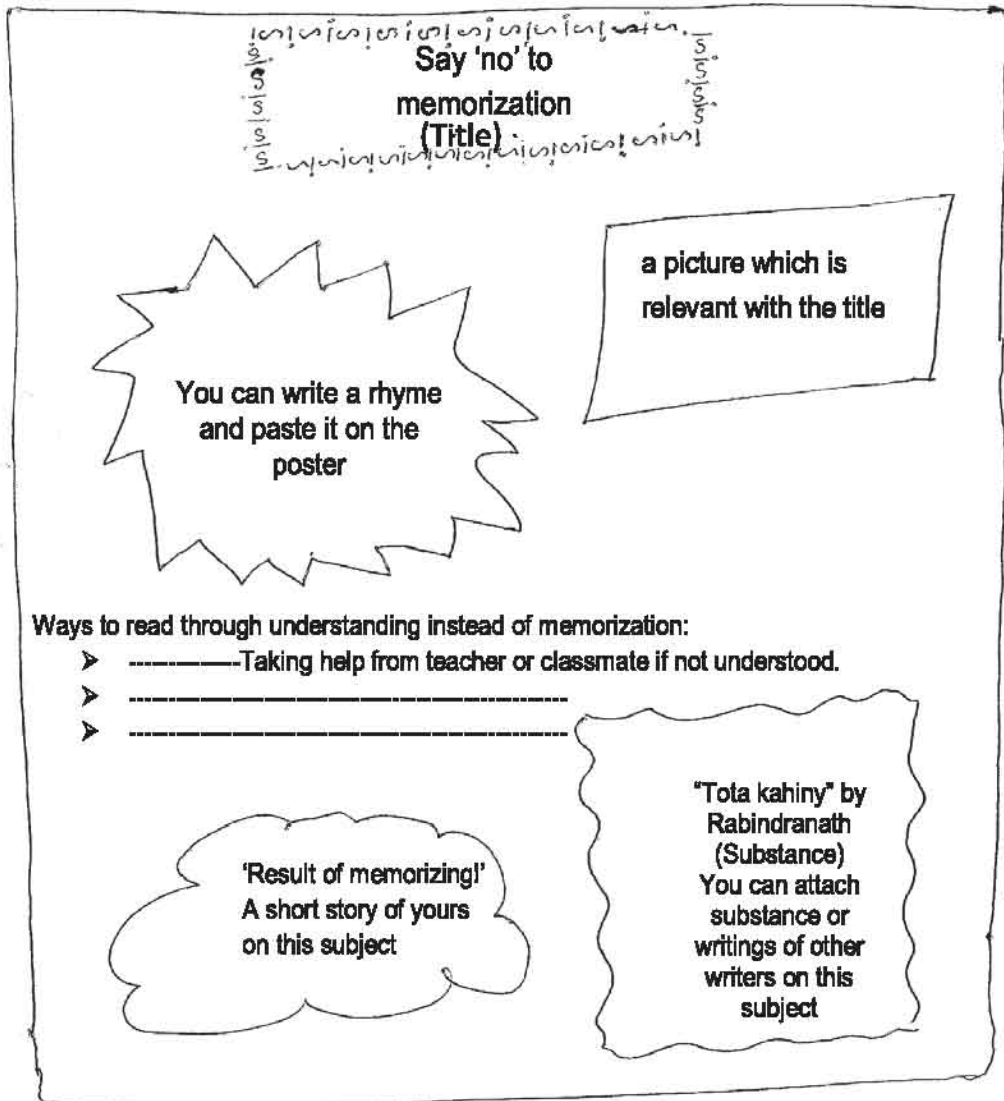 Say 'no' to
memorization
(Title)
a picture which is
relevant with the title
You can write a rhyme
and paste it on the
poster
Ways to read through understanding instead of memorization:
➤ ----------------Taking help from teacher or classmate if not understood.
➤ ----------------------------------------------------------------
➤ ----------------------------------------------------------------
'Result of memorizing!'
A short story of yours
on this subject
"Tota kahiny" by
Rabindranath
(Substance)
You can attach
substance or
writings of other
writers on this
subject